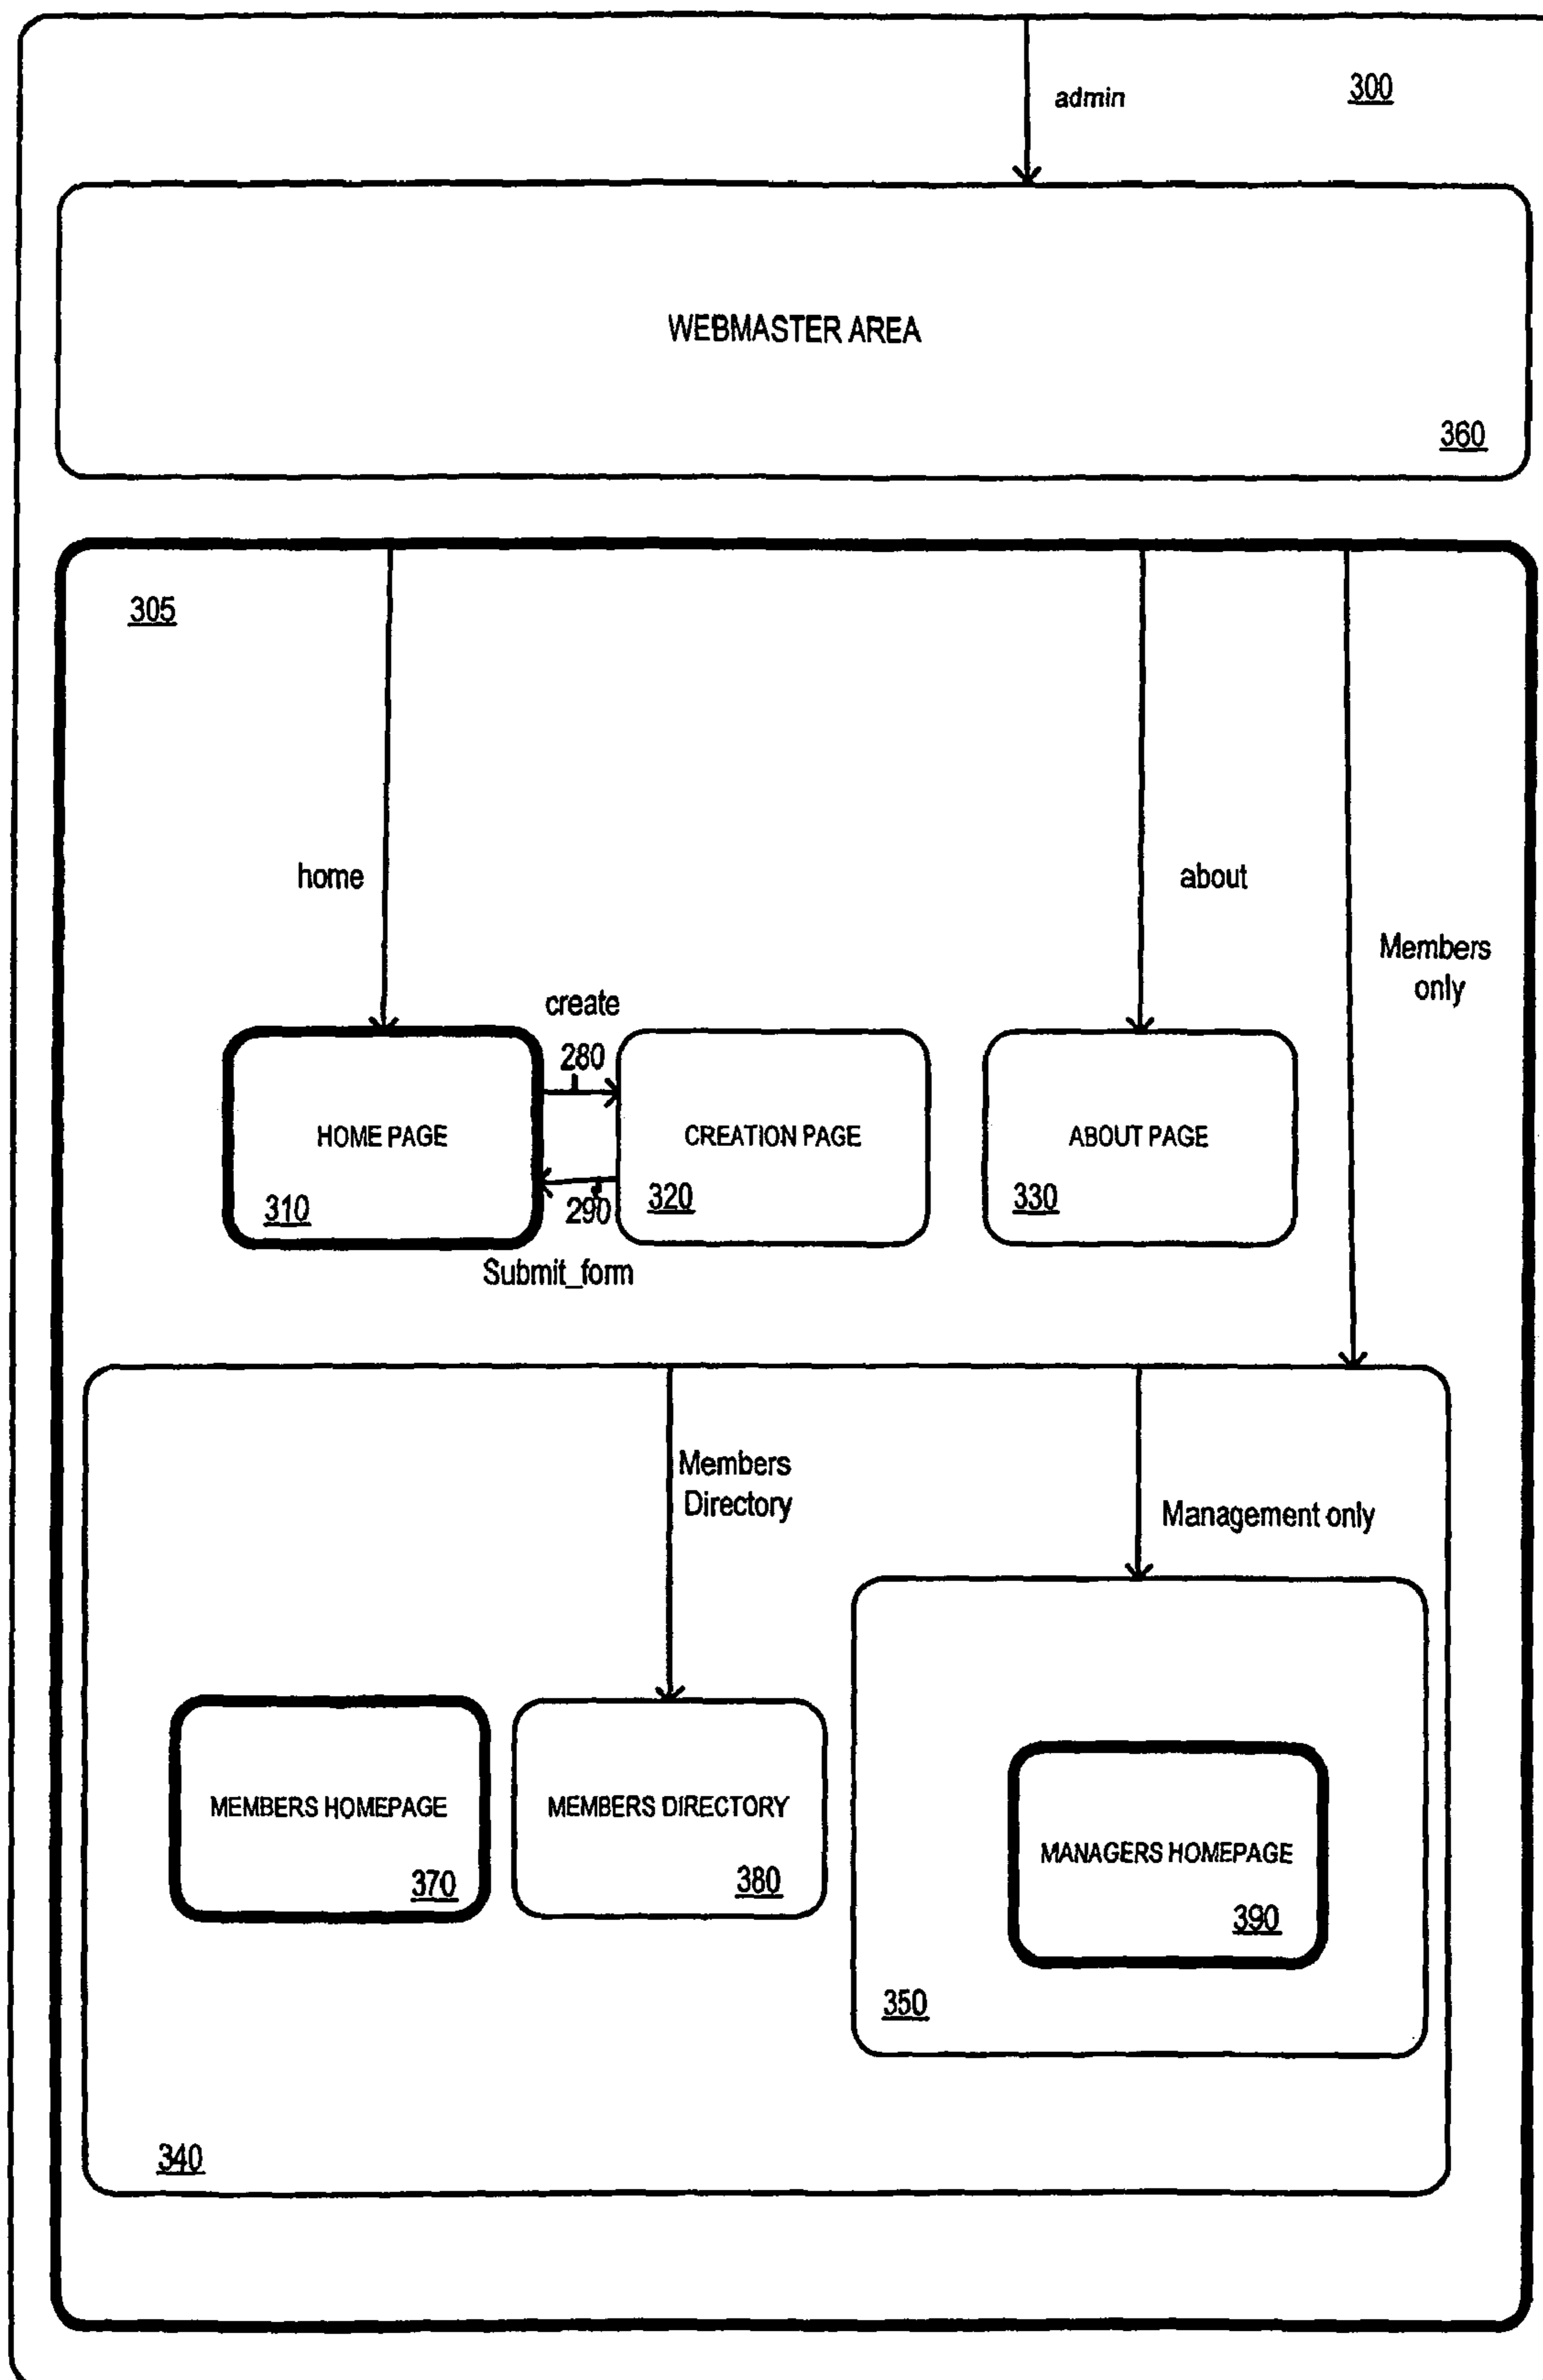 admin
300
WEBMASTER AREA
360
305
home
about
Members
only
create
280
HOME PAGE
CREATION PAGE
ABOUT PAGE
310
290
320
330
Submit_form
Members
Directory
Management only
MEMBERS HOMEPAGE
MEMBERS DIRECTORY
MANAGERS HOMEPAGE
370
380
390
350
340